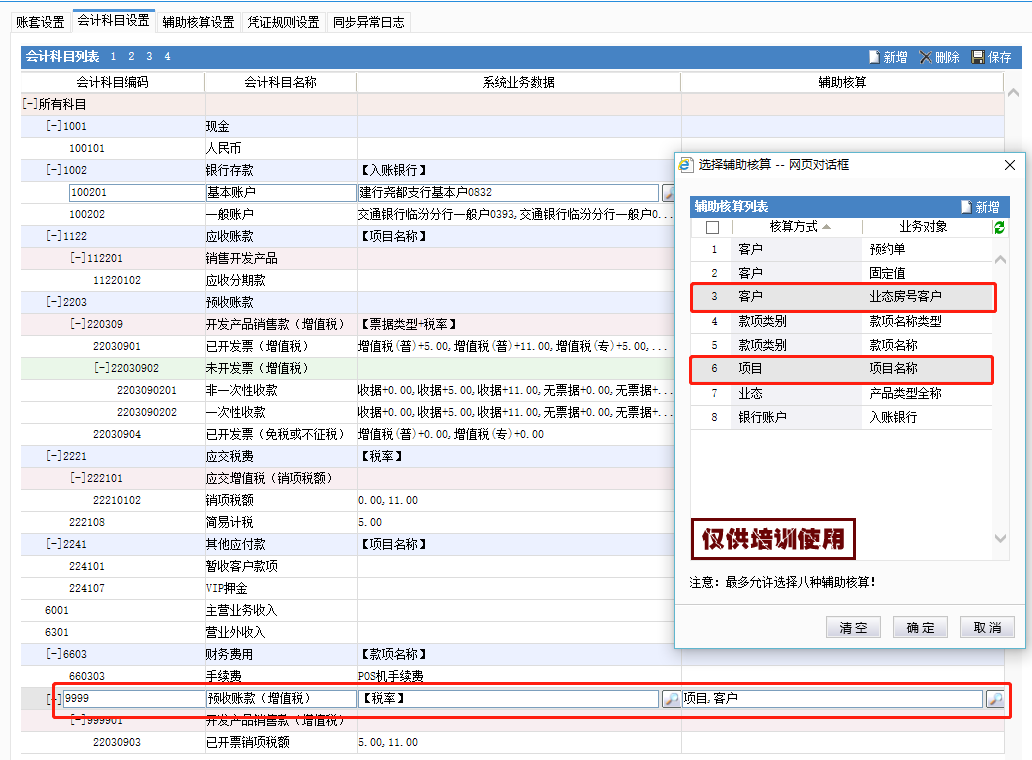 账套设置 会计科目设置 辅助核算设置 凭证规则设置 同步异常日志
会计科目列表 1 2 3 4 新增 删除 保存
会计科目编码 会计科目名称 系统业务数据 辅助核算
[-]所有科目
[-]1001 现金
100101 人民币
[-]1002 银行存款 【入账银行】
100201 基本账户 建行尧都支行基本户0832
100202 一般账户 交通银行临汾分行一般户0393,交通银行临汾分行一般户0...
[-]1122 应收账款 【项目名称】
[-]112201 销售开发产品
11220102 应收分期款
[-]2203 预收账款
[-]220309 开发产品销售款（增值税） 【票据类型+税率】
22030901 已开发票（增值税） 增值税(普)+5.00,增值税(普)+11.00,增值税(专)+5.00,...
[-]22030902 未开发票（增值税）
2203090201 非一次性收款 收据+0.00,收据+5.00,收据+11.00,无票据+0.00,无票据+...
2203090202 一次性收款 收据+0.00,收据+5.00,收据+11.00,无票据+0.00,无票据+...
22030904 已开发票（免税或不征税） 增值税(普)+0.00,增值税(专)+0.00
[-]2221 应交税费 【税率】
[-]222101 应交增值税（销项税额）
22210102 销项税额 0.00,11.00
222108 简易计税 5.00
[-]2241 其他应付款 【项目名称】
224101 暂收客户款项
224107 VIP押金
6001 主营业务收入
6301 营业外收入
[-]6603 财务费用 【款项名称】
660303 手续费 POS机手续费
[-]9999 预收账款（增值税） 【税率】 项目,客户
[-]999901 开发产品销售款（增值税）
22030903 已开票销项税额 5.00,11.00
选择辅助核算 -- 网页对话框
辅助核算列表 新增
核算方式 业务对象
1 客户 预约单
2 客户 固定值
3 客户 业态房号客户
4 款项类别 款项名称类型
5 款项类别 款项名称
6 项目 项目名称
7 业态 产品类型全称
8 银行账户 入账银行
仅供培训使用
注意：最多允许选择八种辅助核算！
清空 确定 取消